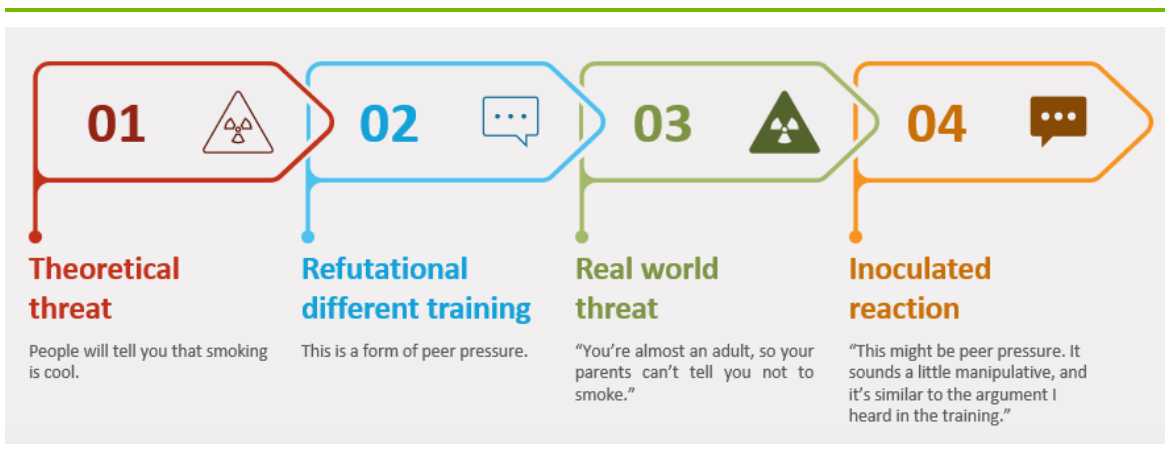 01
02
03
04
Theoretical
threat
People will tell you that smoking
is cool.
Refutational
different training
This is a form of peer pressure.
Real world
threat
“You’re almost an adult, so your
parents can’t tell you not to
smoke.”
Inoculated
reaction
“This might be peer pressure. It
sounds a little manipulative, and
it’s similar to the argument I
heard in the training.”